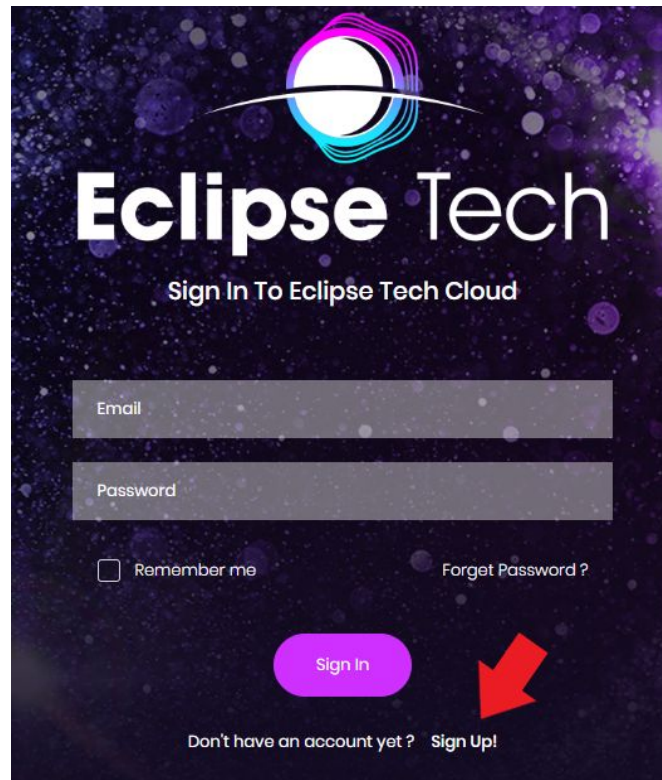 Eclipse Tech
Sign In To Eclipse Tech Cloud
Email
Password
Remember me Forget Password ?
Sign In
Don't have an account yet ? Sign Up!